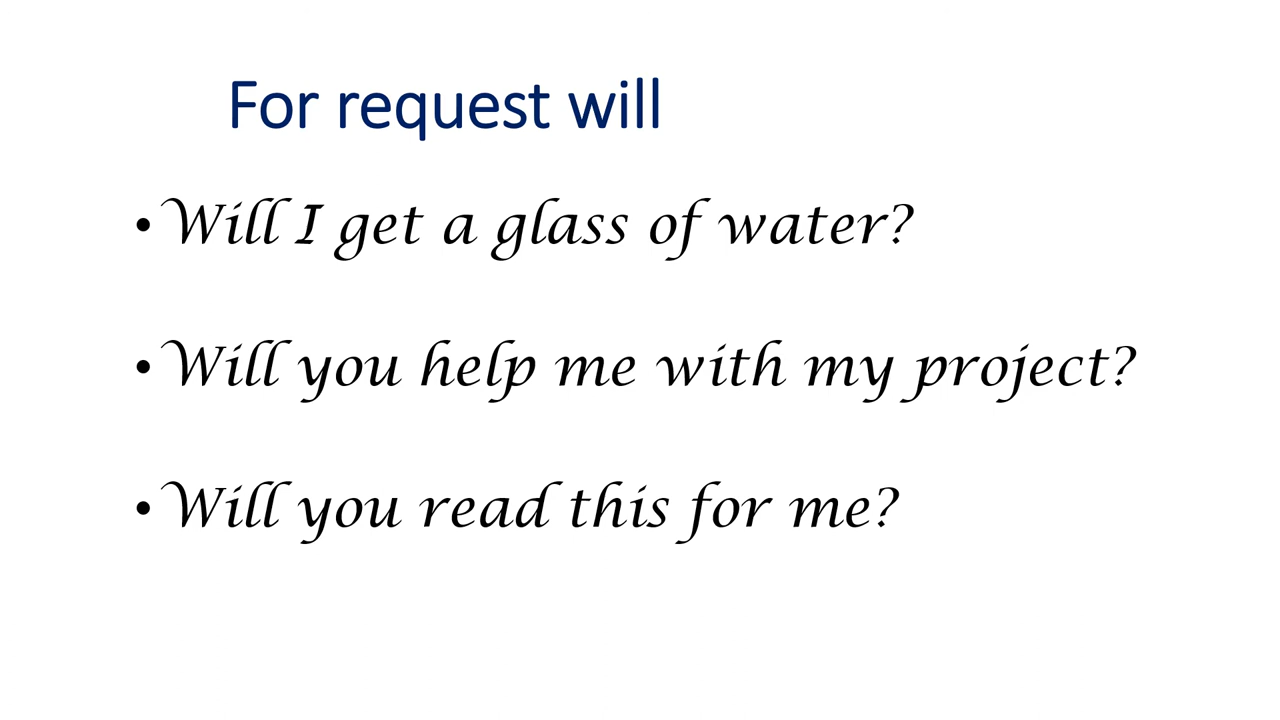 For request will
• Will I get a glass of water?
• Will you help me with my project?
• Will you read this for me?